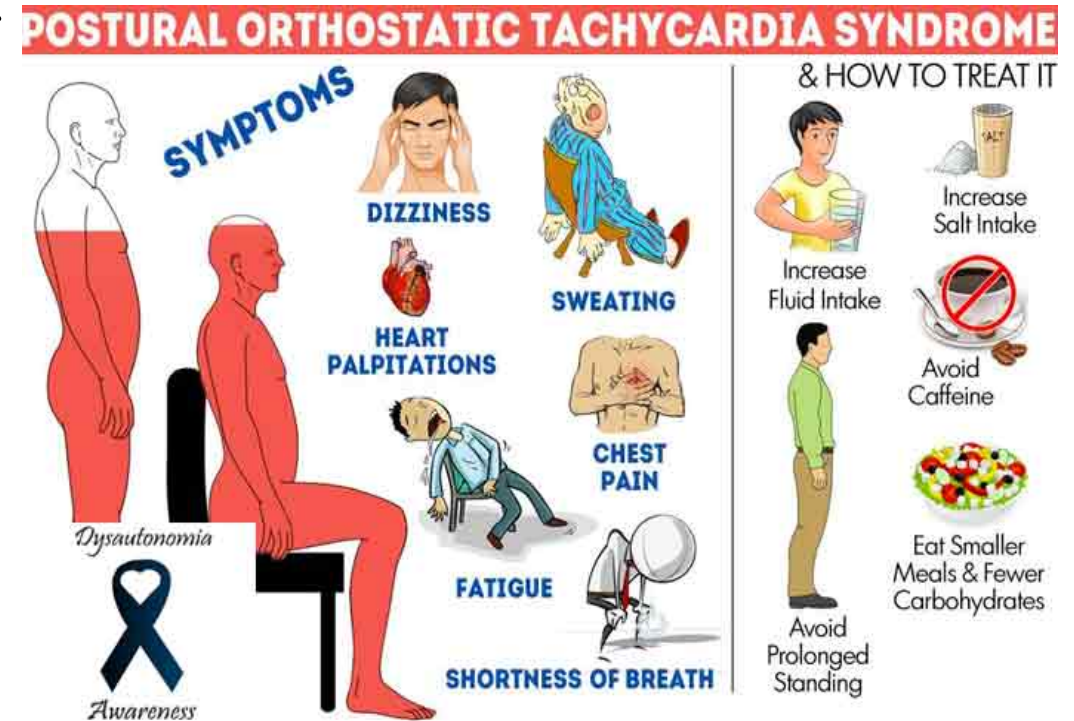 POSTURAL ORTHOSTATIC TACHYCARDIA SYNDROME
SYMPTOMS
DIZZINESS
SWEATING
HEART
PALPITATIONS
CHEST
PAIN
FATIGUE
SHORTNESS OF BREATH
Dysautonomia
Awareness
& HOW TO TREAT IT
SALT
Increase
Salt Intake
Increase
Fluid Intake
Avoid
Caffeine
Eat Smaller
Meals & Fewer
Carbohydrates
Avoid
Prolonged
Standing